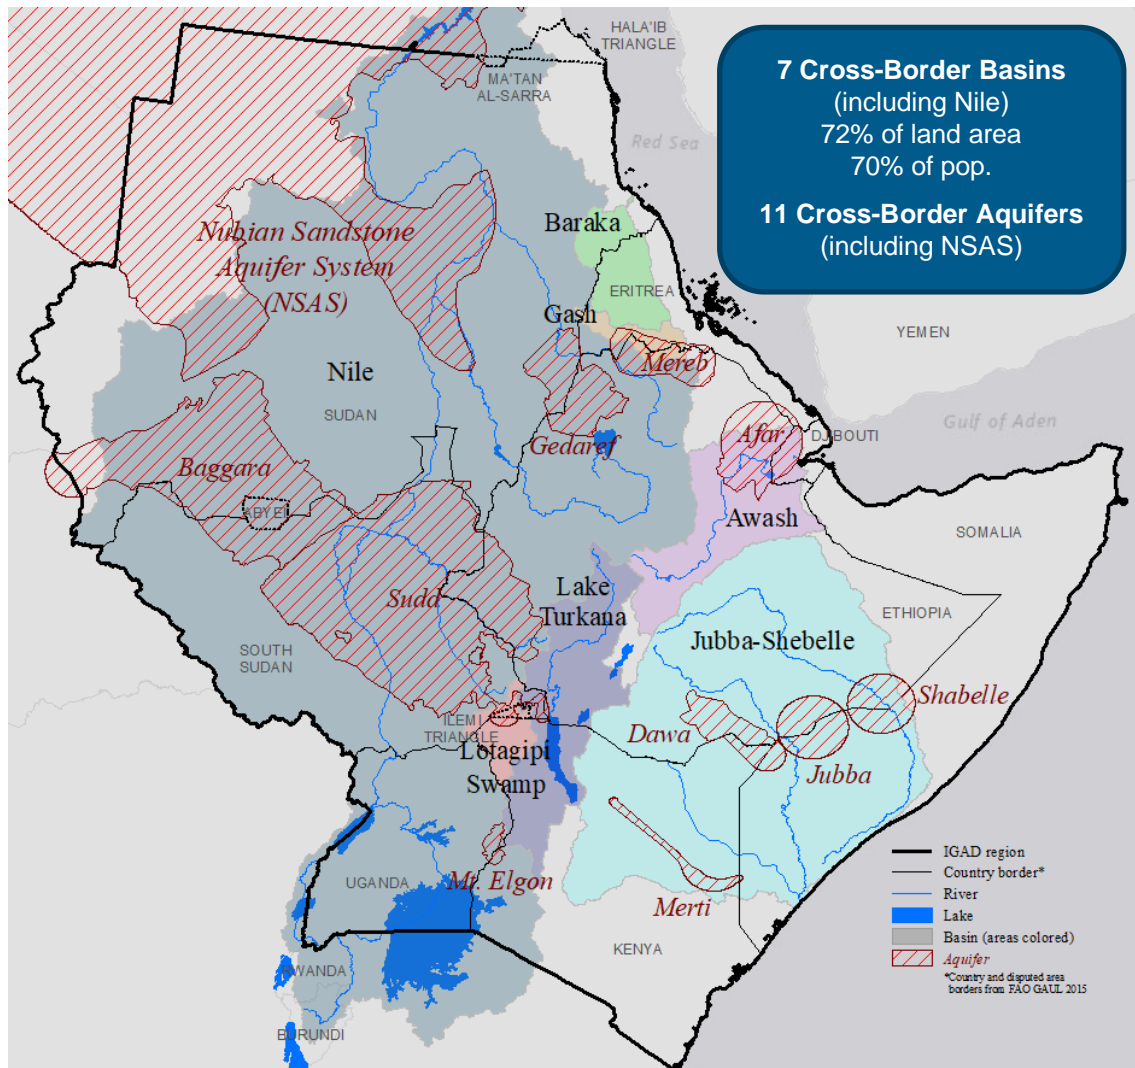 HALA'IB
TRIANGLE
MA'TAN
AL-SARRA
Red Sea
7 Cross-Border Basins
(including Nile)
72% of land area
70% of pop.
11 Cross-Border Aquifers
(including NSAS)
Nubian Sandstone
Aquifer System
(NSAS)
Baraka
ERITREA
Gash
Mereb
YEMEN
Nile
SUDAN
Gedaref
Afar
DJIBOUTI
Gulf of Aden
Baggara
ABYEI
Awash
SOMALIA
Sudd
Lake
Turkana
ETHIOPIA
Jubba-Shebelle
SOUTH
SUDAN
Shabelle
ILEMI
TRIANGLE
Dawa
Lotagipi
Swamp
Jubba
UGANDA
Mt. Elgon
Merti
KENYA
RWANDA
BURUNDI
IGAD region
Country border*
River
Lake
Basin (areas colored)
Aquifer
*Country and disputed area
borders from FAO GAUL 2015